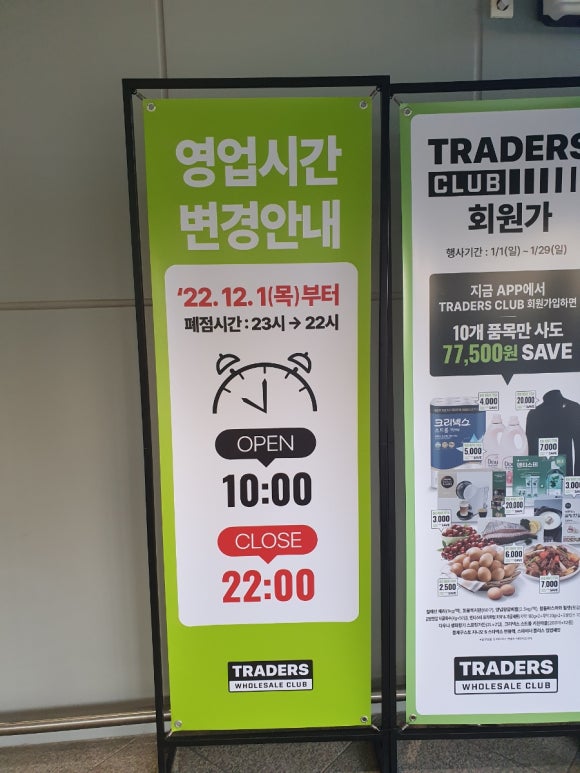 영업시간
변경안내
'22. 12. 1(목)부터
폐점시간 : 23시 → 22시
OPEN
10:00
CLOSE
22:00
TRADERS
WHOLESALE CLUB
TRADERS
CLUB
회원가
행사기간 : 1/1(일) ~ 1/29(일)
지금 APP에서
TRADERS CLUB 회원가입하면
10개 품목만 사도
77,500원 SAVE
4,000
20,000
크리넥스
5,000
7,000
3,000
20,000
3,000
6,000
2,500
7,000
TRADERS
WHOLESALE CLUB